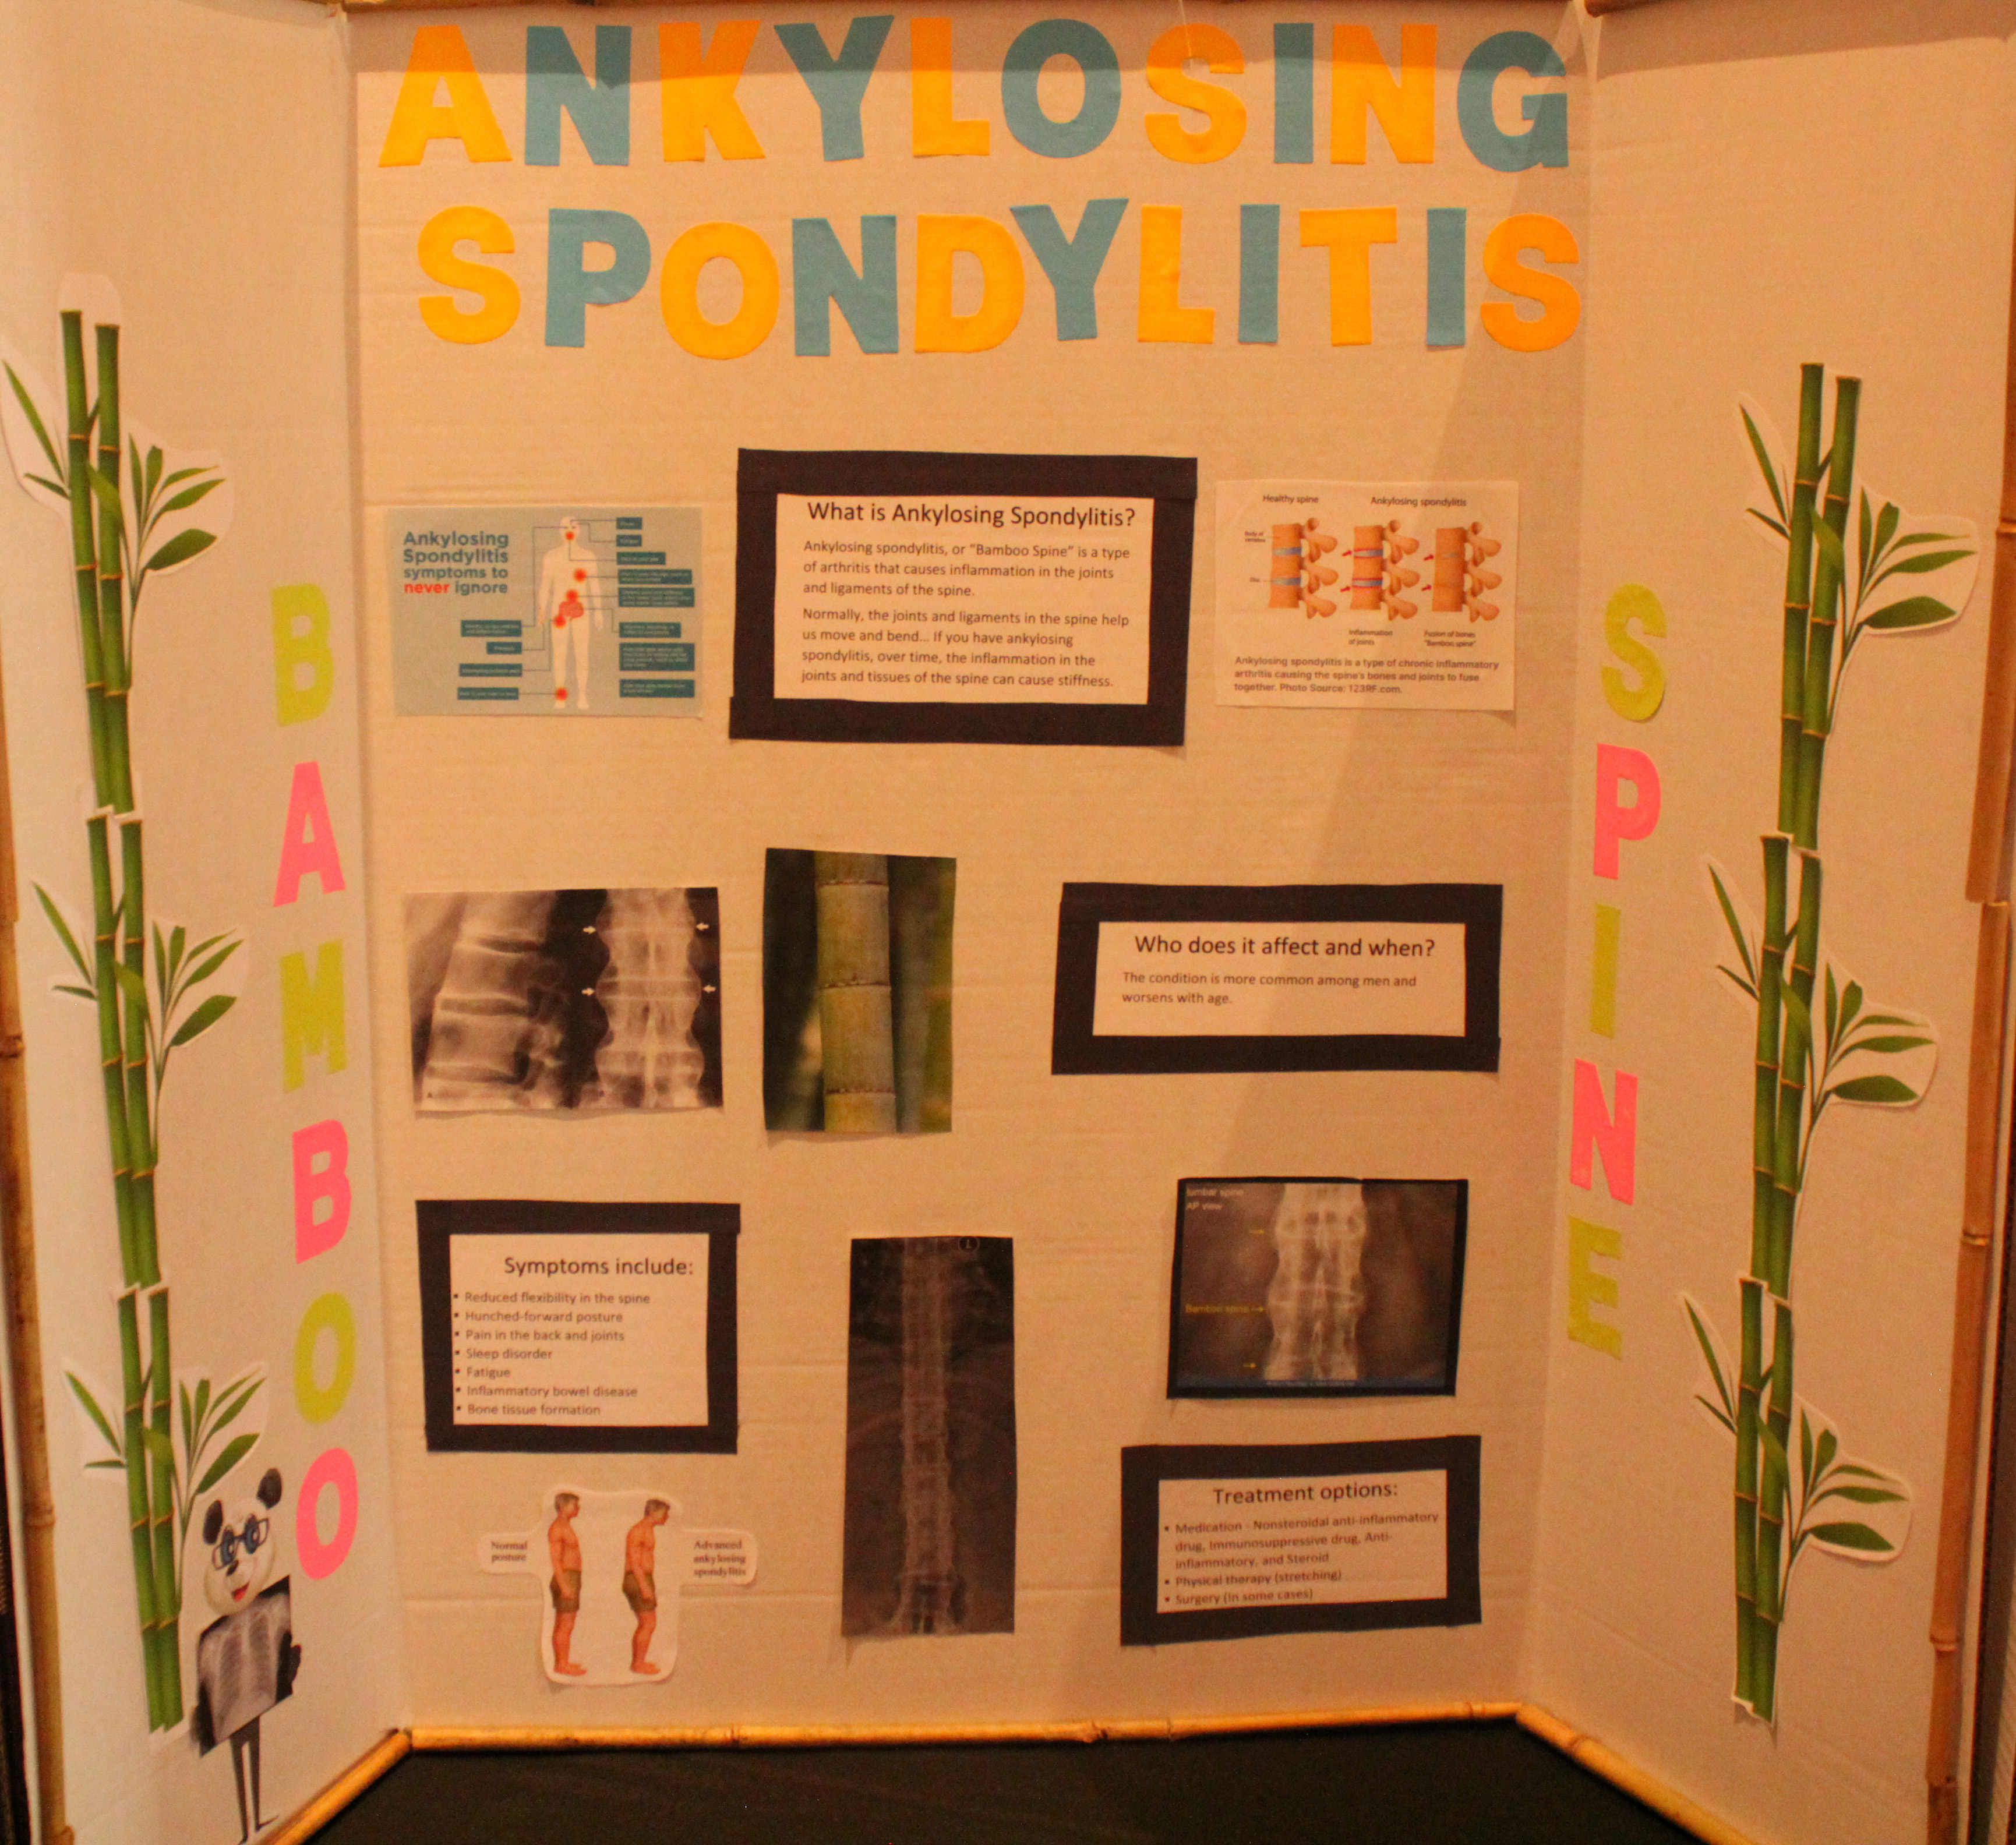 ANKYLOSING
SPONDYLITIS
BAMBOO
SPINE
Ankylosing
Spondylitis
symptoms to
never ignore
What is Ankylosing Spondylitis?
Ankylosing spondylitis, or “Bamboo Spine” is a type
of arthritis that causes inflammation in the joints
and ligaments of the spine.
Normally, the joints and ligaments in the spine help
us move and bend... If you have ankylosing
spondylitis, over time, the inflammation in the
joints and tissues of the spine can cause stiffness.
Healthy spine
Ankylosing spondylitis
Body of
vertebra
Disc
Inflammation
of joints
Fusion of bones
"Bamboo spine"
Ankylosing spondylitis is a type of chronic inflammatory
arthritis causing the spine's bones and joints to fuse
together. Photo Source: 123RF.com.
Who does it affect and when?
The condition is more common among men and
worsens with age.
Symptoms include:
▪ Reduced flexibility in the spine
▪ Hunched-forward posture
▪ Pain in the back and joints
▪ Sleep disorder
▪ Fatigue
▪ Inflammatory bowel disease
▪ Bone tissue formation
lumbar spine
AP view
Bamboo spine
Normal
posture
Advanced
ankylosing
spondylitis
Treatment options:
▪ Medication - Nonsteroidal anti-inflammatory
drug, Immunosuppressive drug, Anti-
inflammatory, and Steroid
▪ Physical therapy (stretching)
▪ Surgery (In some cases)